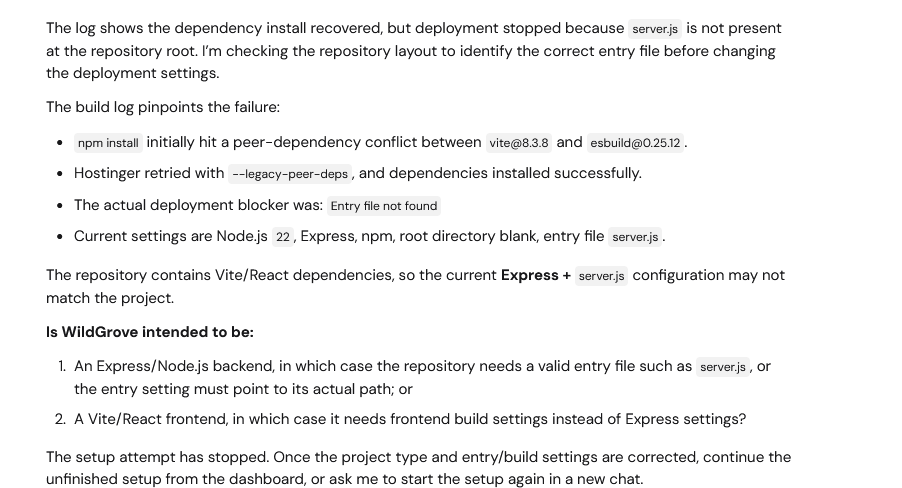 The log shows the dependency install recovered, but deployment stopped because server.js is not present
at the repository root. I’m checking the repository layout to identify the correct entry file before changing
the deployment settings.
The build log pinpoints the failure:
• npm install initially hit a peer-dependency conflict between vite@8.3.8 and esbuild@0.25.12.
• Hostinger retried with --legacy-peer-deps, and dependencies installed successfully.
• The actual deployment blocker was: Entry file not found
• Current settings are Node.js 22, Express, npm, root directory blank, entry file server.js.
The repository contains Vite/React dependencies, so the current Express + server.js configuration may not
match the project.
Is WildGrove intended to be:
1. An Express/Node.js backend, in which case the repository needs a valid entry file such as server.js, or
the entry setting must point to its actual path; or
2. A Vite/React frontend, in which case it needs frontend build settings instead of Express settings?
The setup attempt has stopped. Once the project type and entry/build settings are corrected, continue the
unfinished setup from the dashboard, or ask me to start the setup again in a new chat.